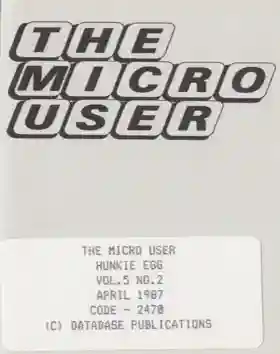 THE
MICRO
USER
THE MICRO USER
HUNKIE EGG
VOL.5 NO.2
APRIL 1987
CODE - 2470
(C) DATABASE PUBLICATIONS